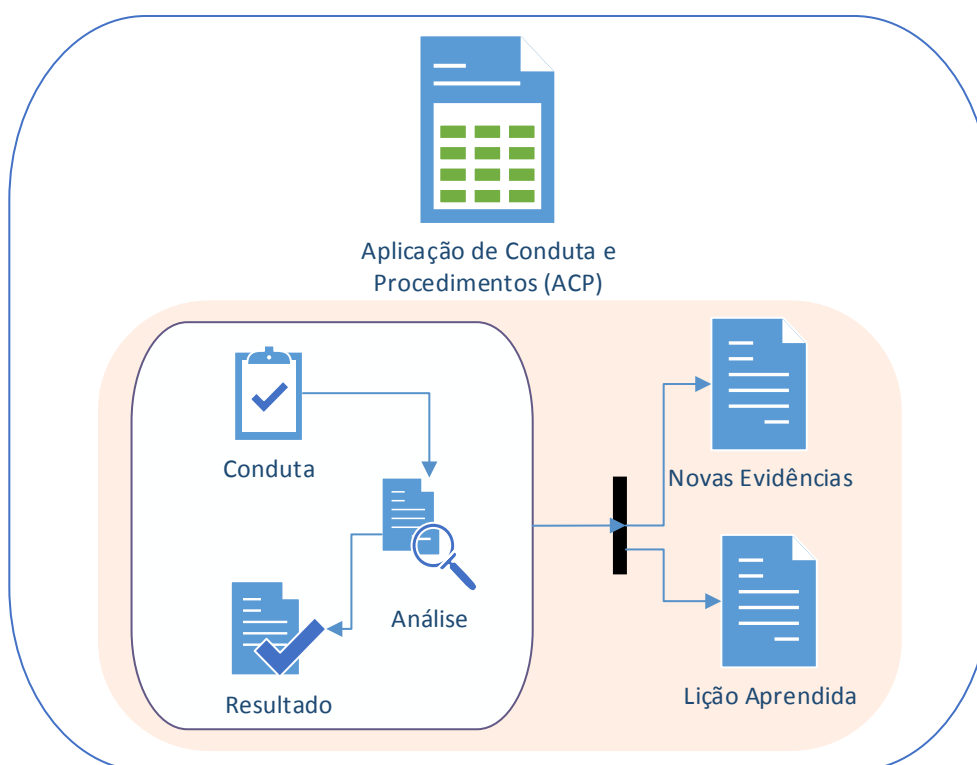 Aplicação de Conduta e
Procedimentos (ACP)
Conduta
Análise
Resultado
Novas Evidências
Lição Aprendida